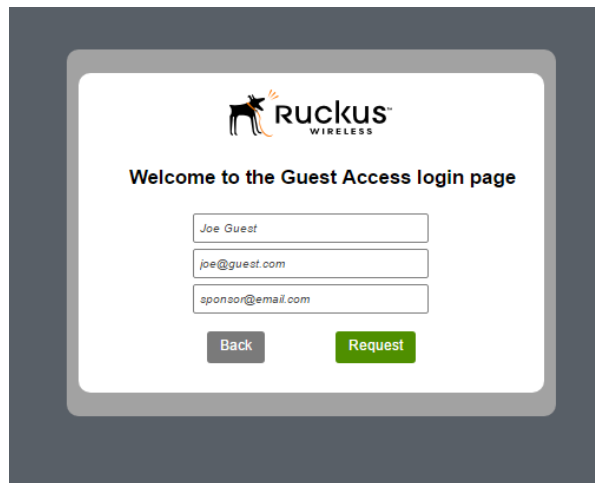 Ruckus™
WIRELESS
Welcome to the Guest Access login page
Joe Guest
joe@guest.com
sponsor@email.com
Back Request